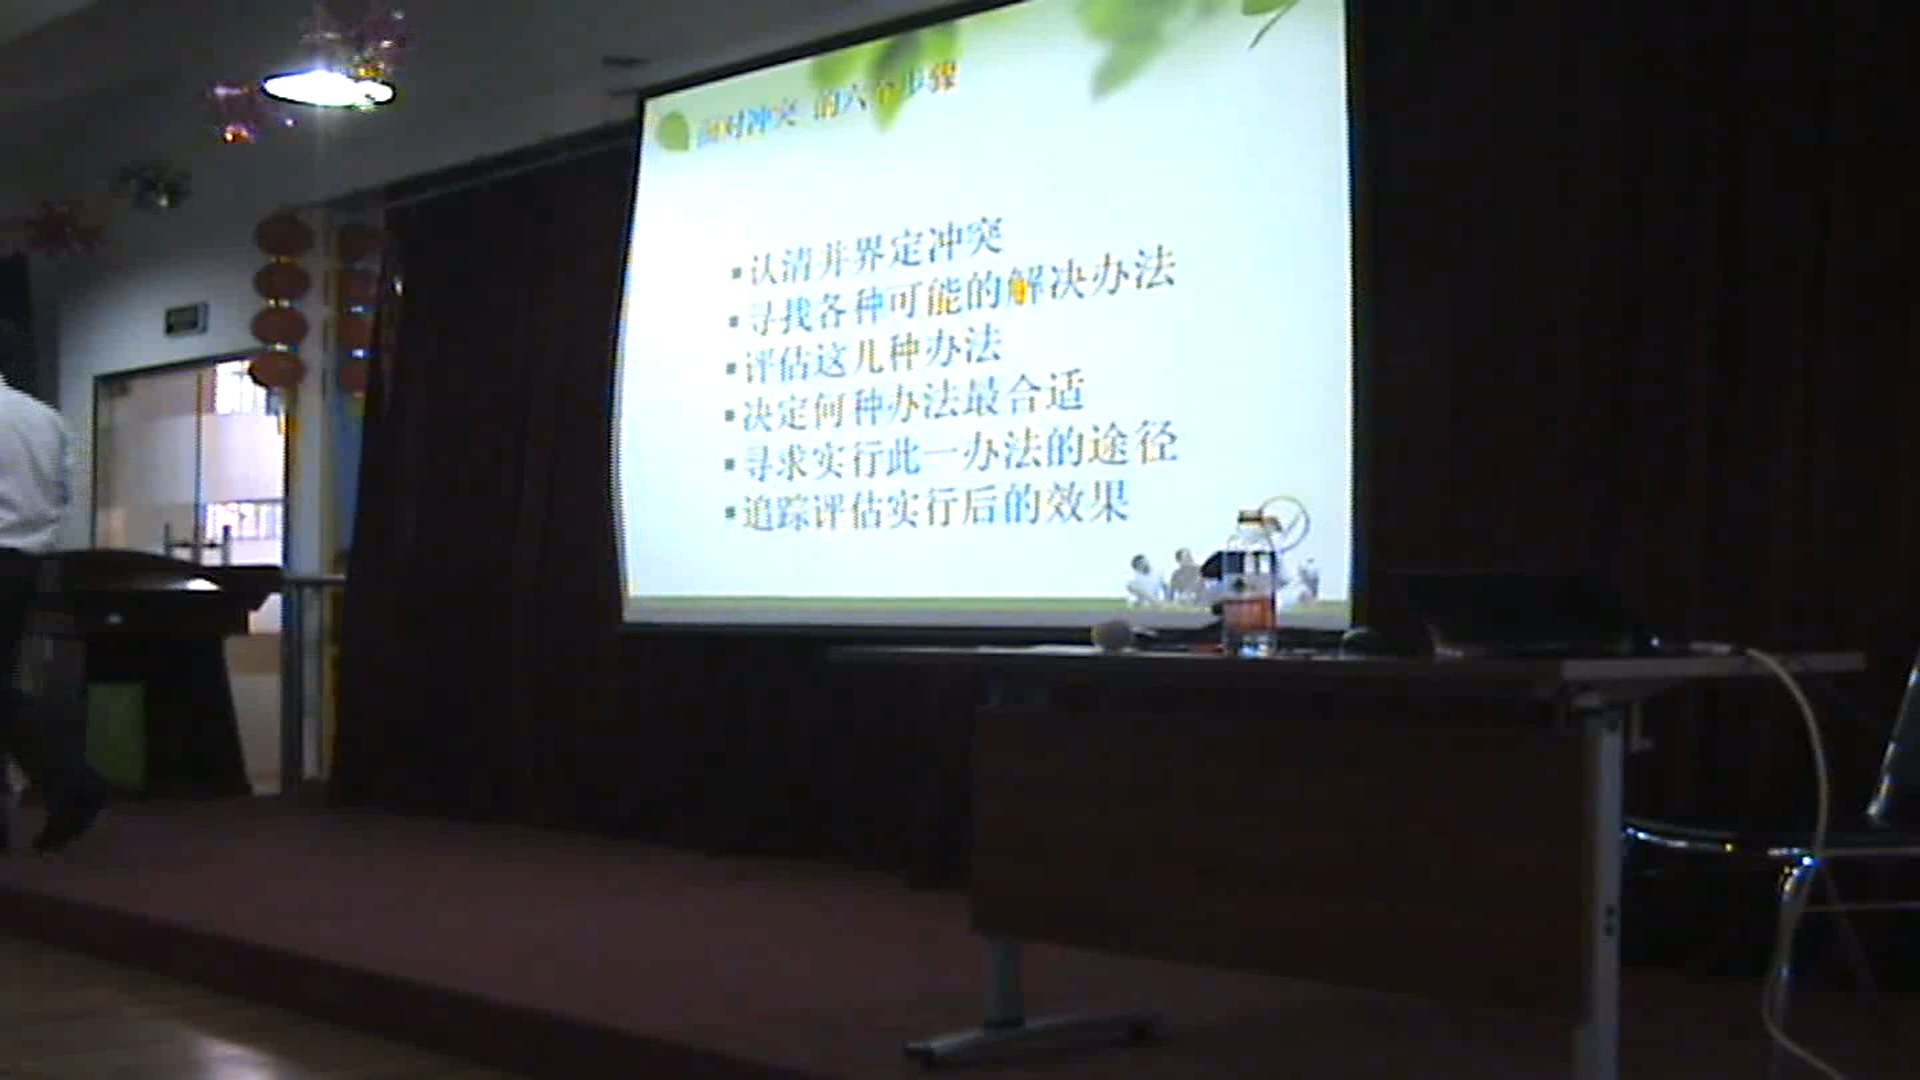 面对冲突 的六个步骤
认清并界定冲突
寻找各种可能的解决办法
评估这几种办法
决定何种办法最合适
寻求实行此一办法的途径
追踪评估实行后的效果